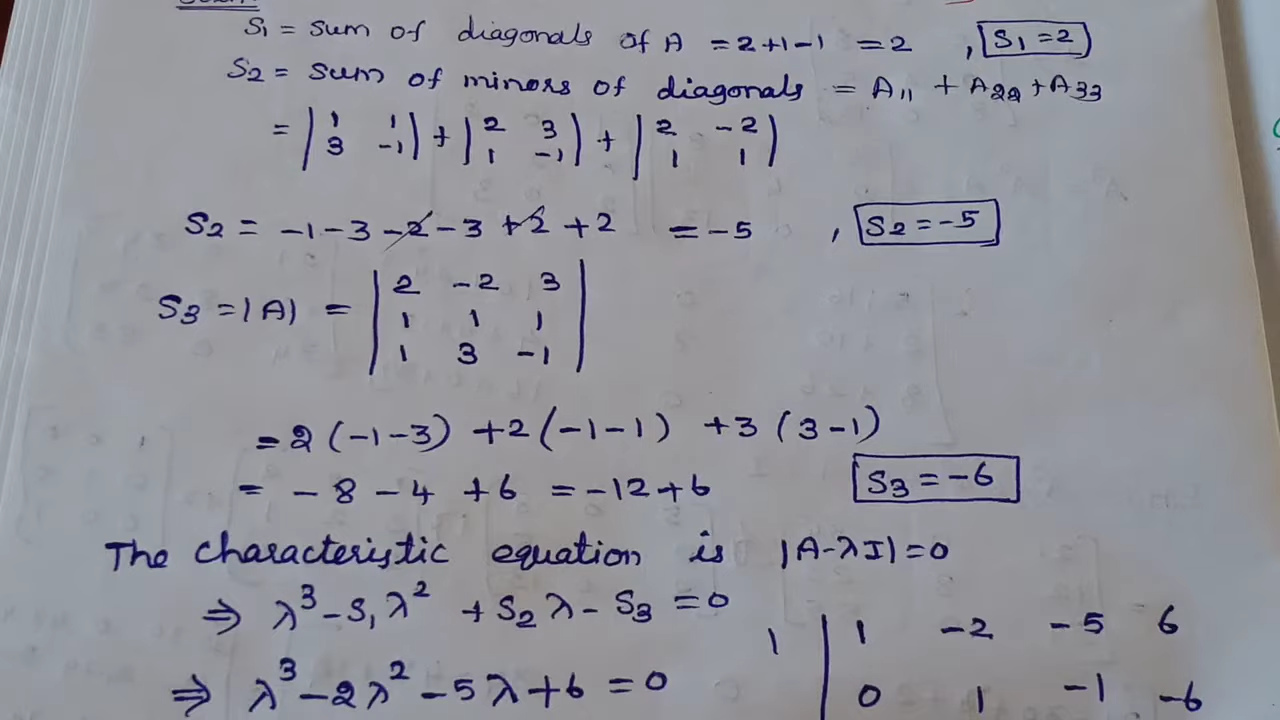 S₁ = sum of diagonals of A = 2+1-1 = 2 , S₁ = 2
S₂ = sum of minors of diagonals = A₁₁ + A₂₂ + A₃₃
= |1 1; 3 -1| + |2 3; 1 -1| + |2 -2; 1 1|
S₂ = -1-3-2-3+2+2 = -5 , S₂ = -5
S₃ = |A| = |2 -2 3; 1 1 1; 1 3 -1|
= 2(-1-3) +2(-1-1) +3(3-1)
= -8-4+6 = -12+6 S₃ = -6
The characteristic equation is |A-λI| = 0
⇒ λ³-S₁λ² + S₂λ - S₃ = 0
1 | 1 -2 -5 6
⇒ λ³-2λ²-5λ+6 = 0
0 1 -1 -6